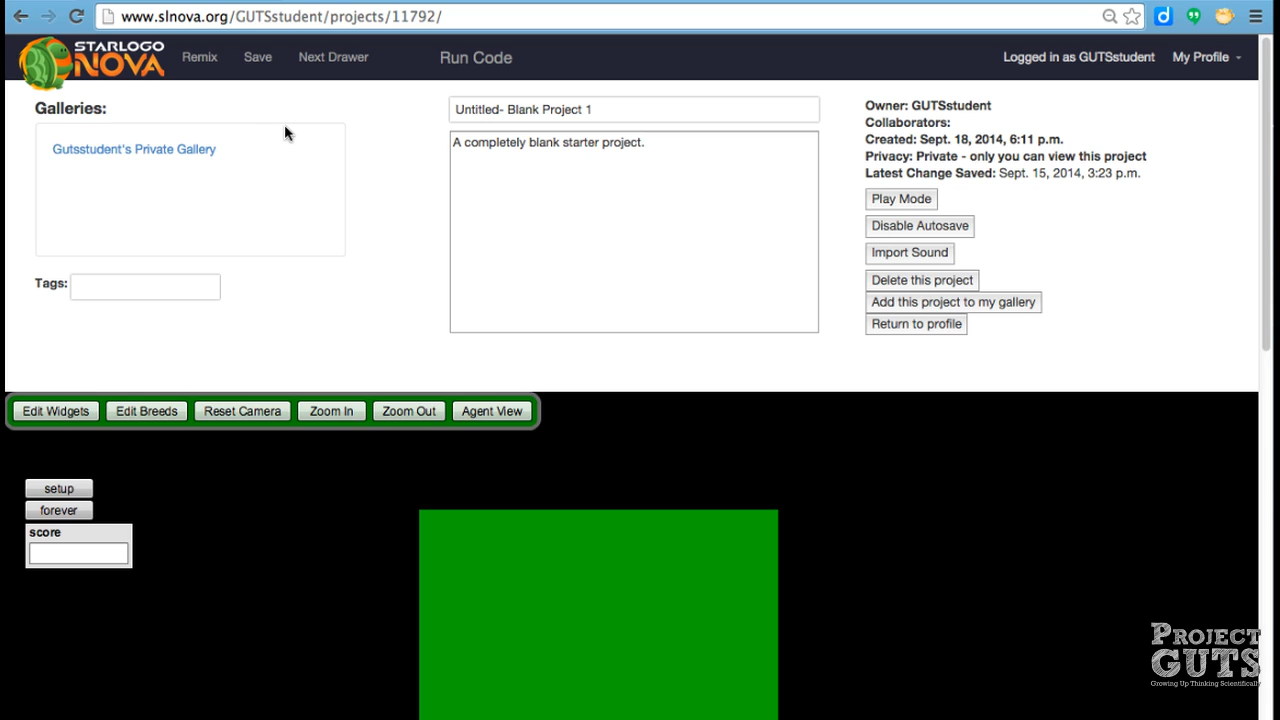 www.slnova.org/GUTSstudent/projects/11792/
STARLOGO NOVA
Remix Save Next Drawer Run Code Logged in as GUTSstudent My Profile
Galleries:
Gutsstudent's Private Gallery
Tags:
Untitled- Blank Project 1
A completely blank starter project.
Owner: GUTSstudent
Collaborators:
Created: Sept. 18, 2014, 6:11 p.m.
Privacy: Private - only you can view this project
Latest Change Saved: Sept. 15, 2014, 3:23 p.m.
Play Mode
Disable Autosave
Import Sound
Delete this project
Add this project to my gallery
Return to profile
Edit Widgets Edit Breeds Reset Camera Zoom In Zoom Out Agent View
setup
forever
score
PROJECT
GUTS
Growing Up Thinking Scientifically